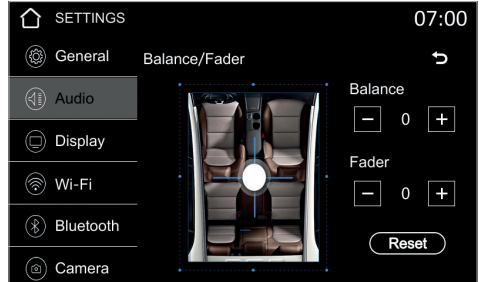 SETTINGS
07:00
General
Audio
Display
Wi-Fi
Bluetooth
Camera
Balance/Fader
Balance
− 0 +
Fader
− 0 +
Reset